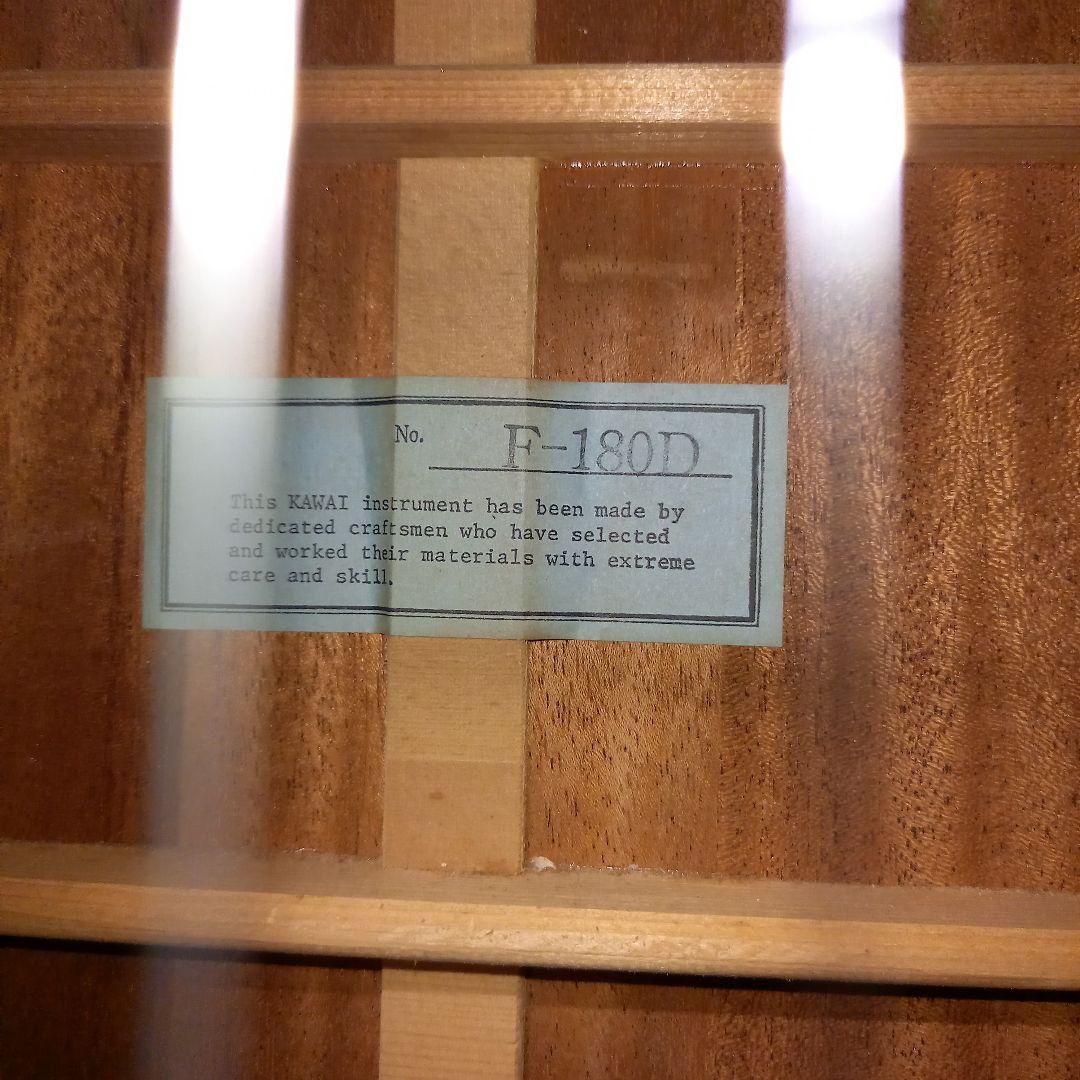 No. F-180D
This KAWAI instrument has been made by
dedicated craftsmen who have selected
and worked their materials with extreme
care and skill.